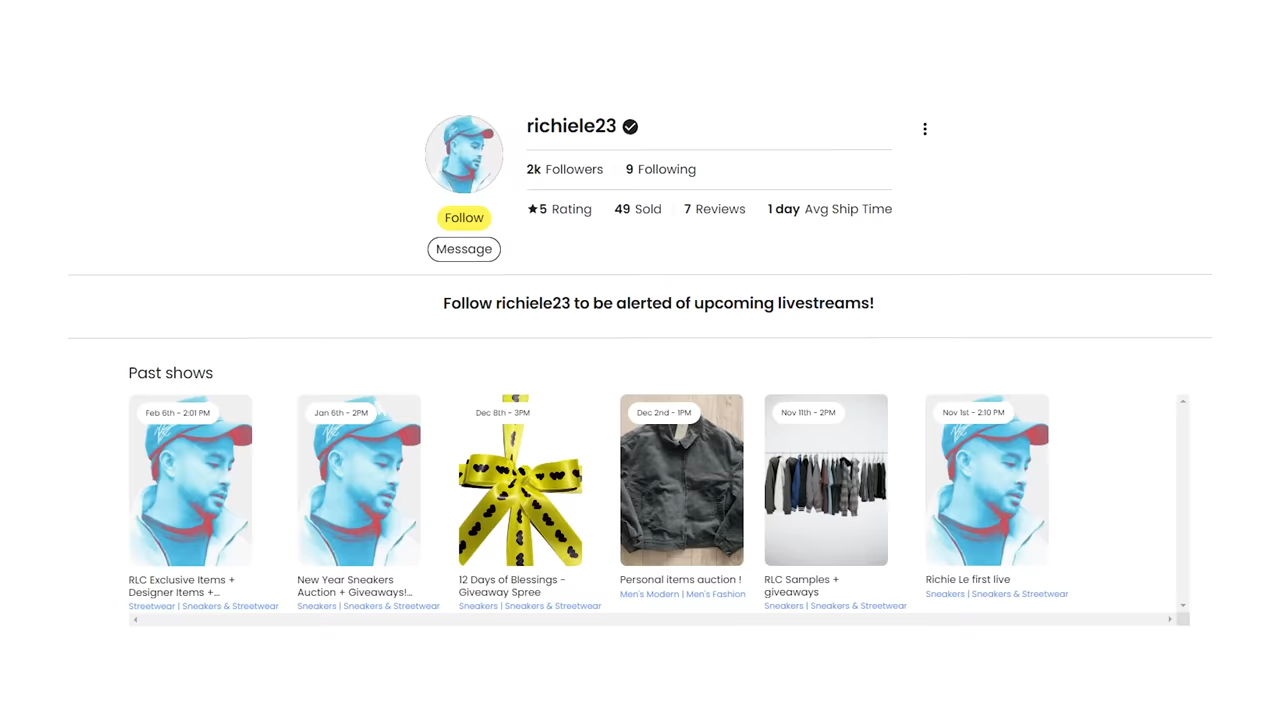 richiele23
2k Followers 9 Following
★5 Rating 49 Sold 7 Reviews 1 day Avg Ship Time
Follow
Message
Follow richiele23 to be alerted of upcoming livestreams!
Past shows
Feb 6th - 2:01 PM
RLC Exclusive Items +
Designer Items +...
Streetwear | Sneakers & Streetwear
Jan 6th - 2PM
New Year Sneakers
Auction + Giveaways!...
Sneakers | Sneakers & Streetwear
Dec 8th - 3PM
12 Days of Blessings -
Giveaway Spree
Sneakers | Sneakers & Streetwear
Dec 2nd - 1PM
Personal items auction !
Men's Modern | Men's Fashion
Nov 11th - 2PM
RLC Samples +
giveaways
Sneakers | Sneakers & Streetwear
Nov 1st - 2:10 PM
Richie Le first live
Sneakers | Sneakers & Streetwear